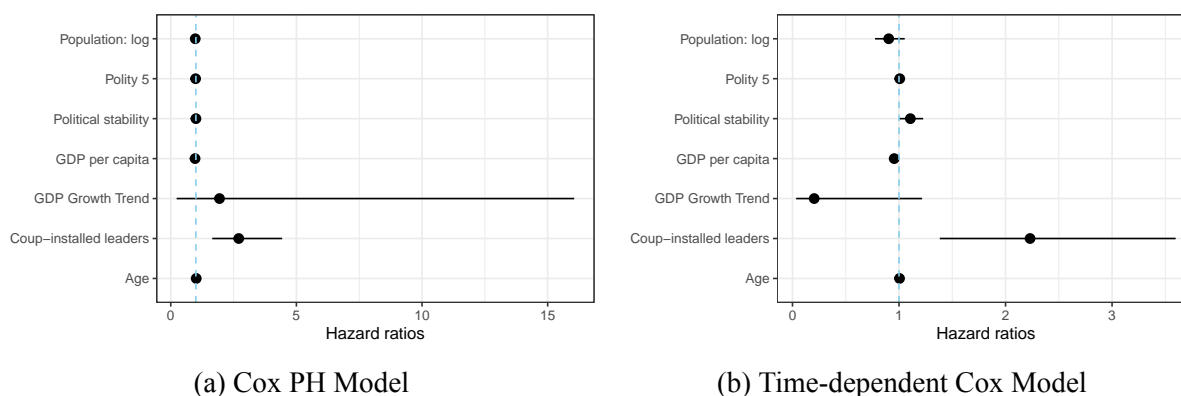 Population: log
Polity 5
Political stability
GDP per capita
GDP Growth Trend
Coup−installed leaders
Age
0 5 10 15
Hazard ratios
(a) Cox PH Model
Population: log
Polity 5
Political stability
GDP per capita
GDP Growth Trend
Coup−installed leaders
Age
0 1 2 3
Hazard ratios
(b) Time-dependent Cox Model